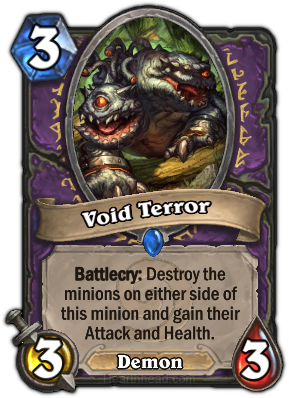 3
Void Terror
Battlecry: Destroy the
minions on either side of
this minion and gain their
Attack and Health.
3
Demon
3